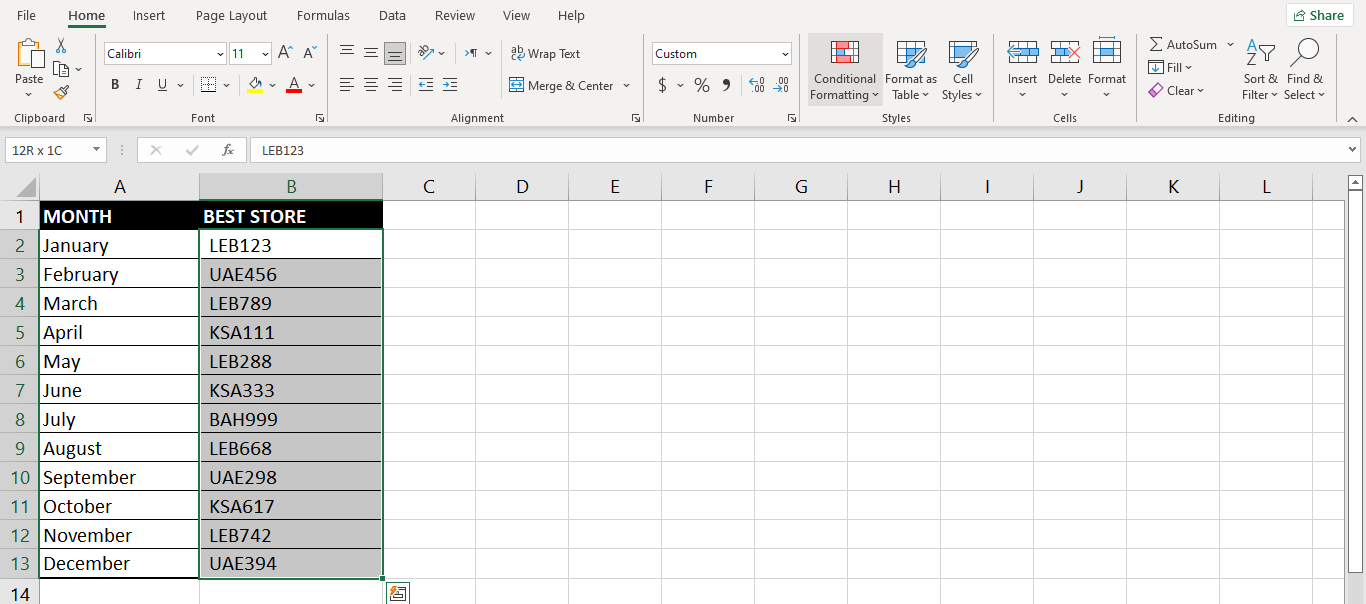 File Home Insert Page Layout Formulas Data Review View Help Share
Calibri 11 Wrap Text Custom AutoSum
Paste Conditional Format as Cell Insert Delete Format Fill Sort & Find &
B I U Merge & Center $ % Formatting Table Styles Clear Filter Select
Clipboard Font Alignment Number Styles Cells Editing
12R x 1C fx LEB123
A B C D E F G H I J K L
1 MONTH BEST STORE
2 January LEB123
3 February UAE456
4 March LEB789
5 April KSA111
6 May LEB288
7 June KSA333
8 July BAH999
9 August LEB668
10 September UAE298
11 October KSA617
12 November LEB742
13 December UAE394
14